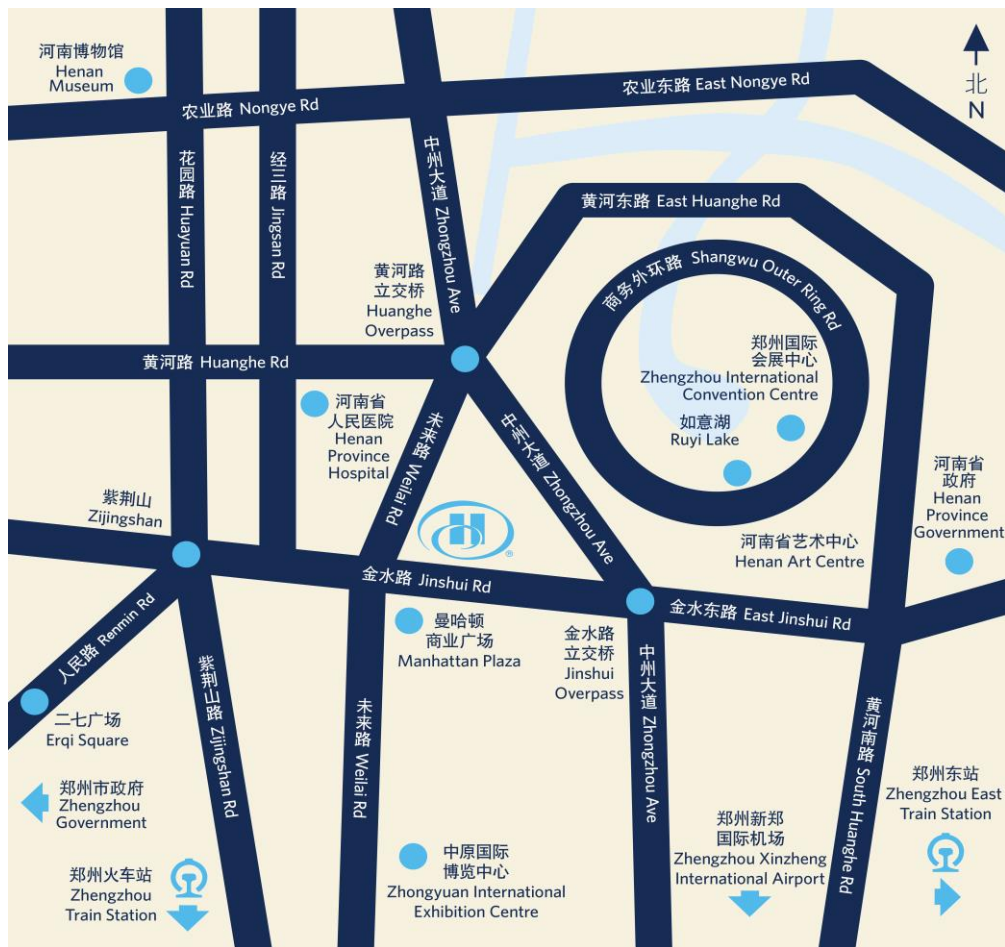 河南博物馆
Henan
Museum
农业路 Nongye Rd
农业东路 East Nongye Rd
北
N
花园路 Huayuan Rd
经三路 Jingsan Rd
中州大道 Zhongzhou Ave
黄河东路 East Huanghe Rd
黄河路
立交桥
Huanghe
Overpass
商务外环路 Shangwu Outer Ring Rd
黄河路 Huanghe Rd
郑州国际
会展中心
Zhengzhou International
Convention Centre
河南省
人民医院
Henan
Province
Hospital
未来路 Weilai Rd
中州大道 Zhongzhou Ave
如意湖
Ruyi Lake
河南省
政府
Henan
Province
Government
紫荆山
Zijingshan
H
®
河南省艺术中心
Henan Art Centre
金水路 Jinshui Rd
金水东路 East Jinshui Rd
人民路 Renmin Rd
曼哈顿
商业广场
Manhattan Plaza
金水路
立交桥
Jinshui
Overpass
紫荆山路 Zijingshan Rd
未来路 Weilai Rd
中州大道 Zhongzhou Ave
黄河南路 South Huanghe Rd
二七广场
Erqi Square
郑州市政府
Zhengzhou
Government
郑州东站
Zhengzhou East
Train Station
郑州新郑
国际机场
Zhengzhou Xinzheng
International Airport
郑州火车站
Zhengzhou
Train Station
中原国际
博览中心
Zhongyuan International
Exhibition Centre